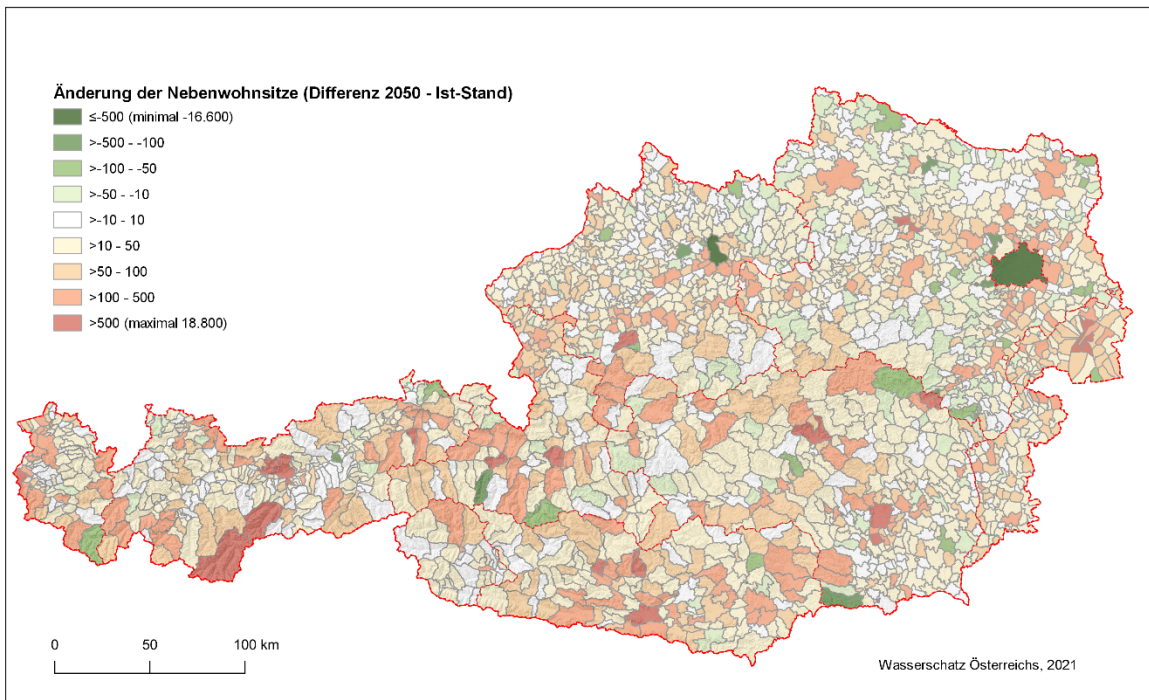 Änderung der Nebenwohnsitze (Differenz 2050 - Ist-Stand)
≤-500 (minimal -16.600)
>-500 - -100
>-100 - -50
>-50 - -10
>-10 - 10
>10 - 50
>50 - 100
>100 - 500
>500 (maximal 18.800)
0 50 100 km
Wasserschatz Österreichs, 2021